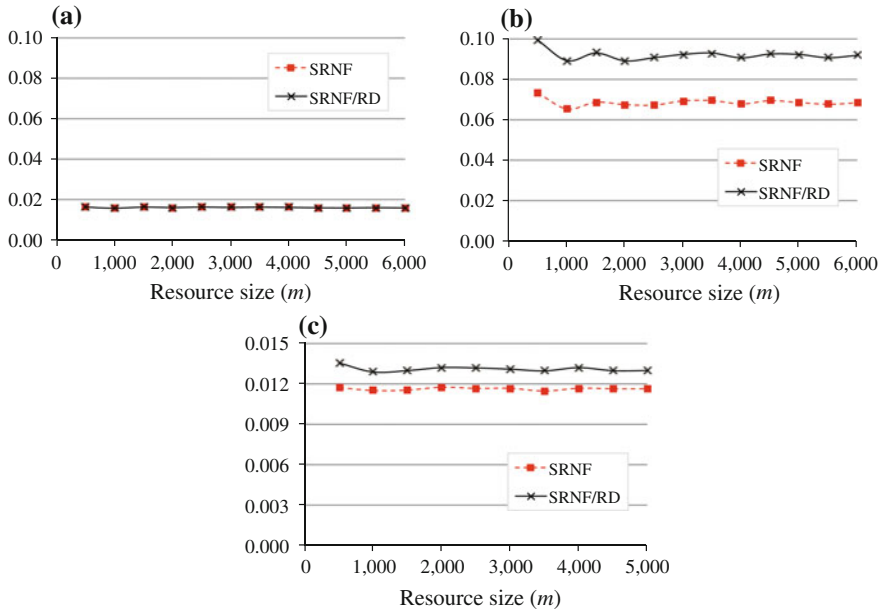 (a)
0.10
0.08
0.06
0.04
0.02
0.00
SRNF
SRNF/RD
0 1,000 2,000 3,000 4,000 5,000 6,000
Resource size (m)
(b)
0.10
0.08
0.06
0.04
0.02
0.00
SRNF
SRNF/RD
0 1,000 2,000 3,000 4,000 5,000 6,000
Resource size (m)
(c)
0.015
0.012
0.009
0.006
0.003
0.000
SRNF
SRNF/RD
0 1,000 2,000 3,000 4,000 5,000
Resource size (m)